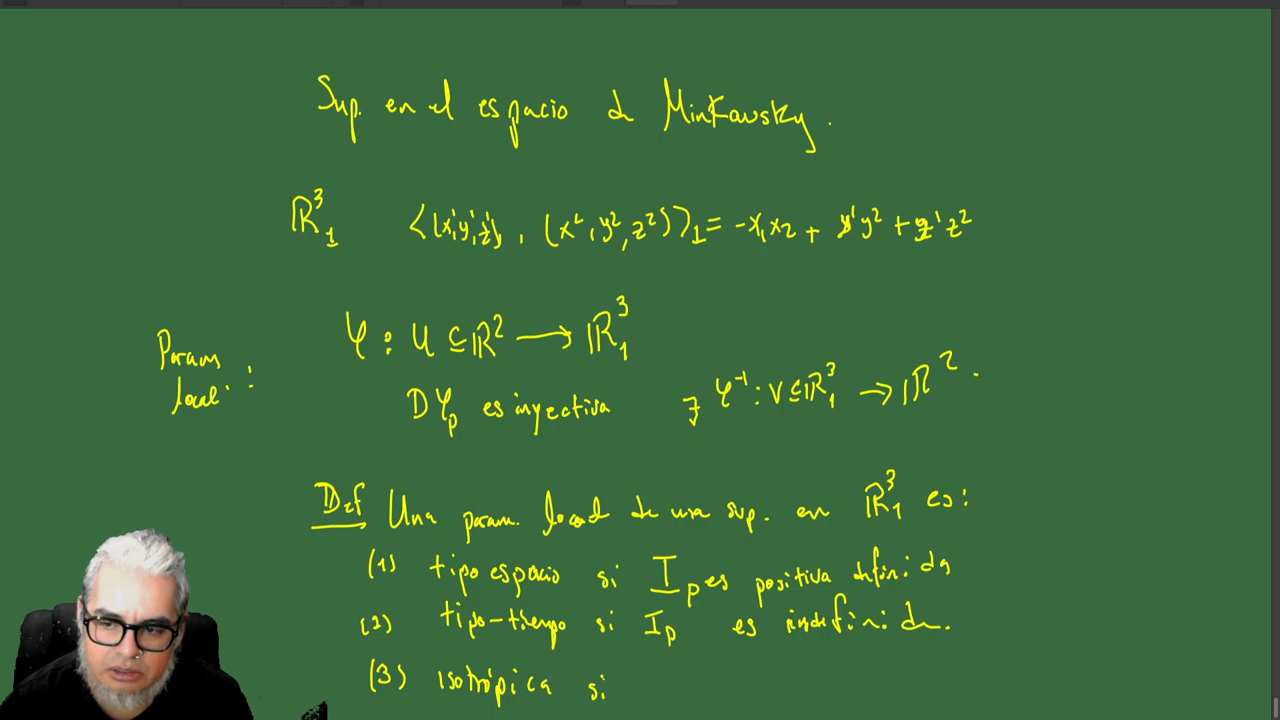 Sup. en el espacio de Minkowsky.
ℝ³₁ ⟨(x¹,y¹,z¹), (x²,y²,z²)⟩₁ = -x₁x₂ + y¹y² + z¹z²
Param local:
φ : U ⊆ ℝ² → ℝ³₁
Dφₚ es inyectiva ∃ φ⁻¹ : V ⊆ ℝ³₁ → ℝ².
Def Una param. local de una sup. en ℝ³₁ es:
(1) tipo espacio si Iₚ es positiva definida
(2) tipo-tiempo si Iₚ es indefinida.
(3) isotrópica si